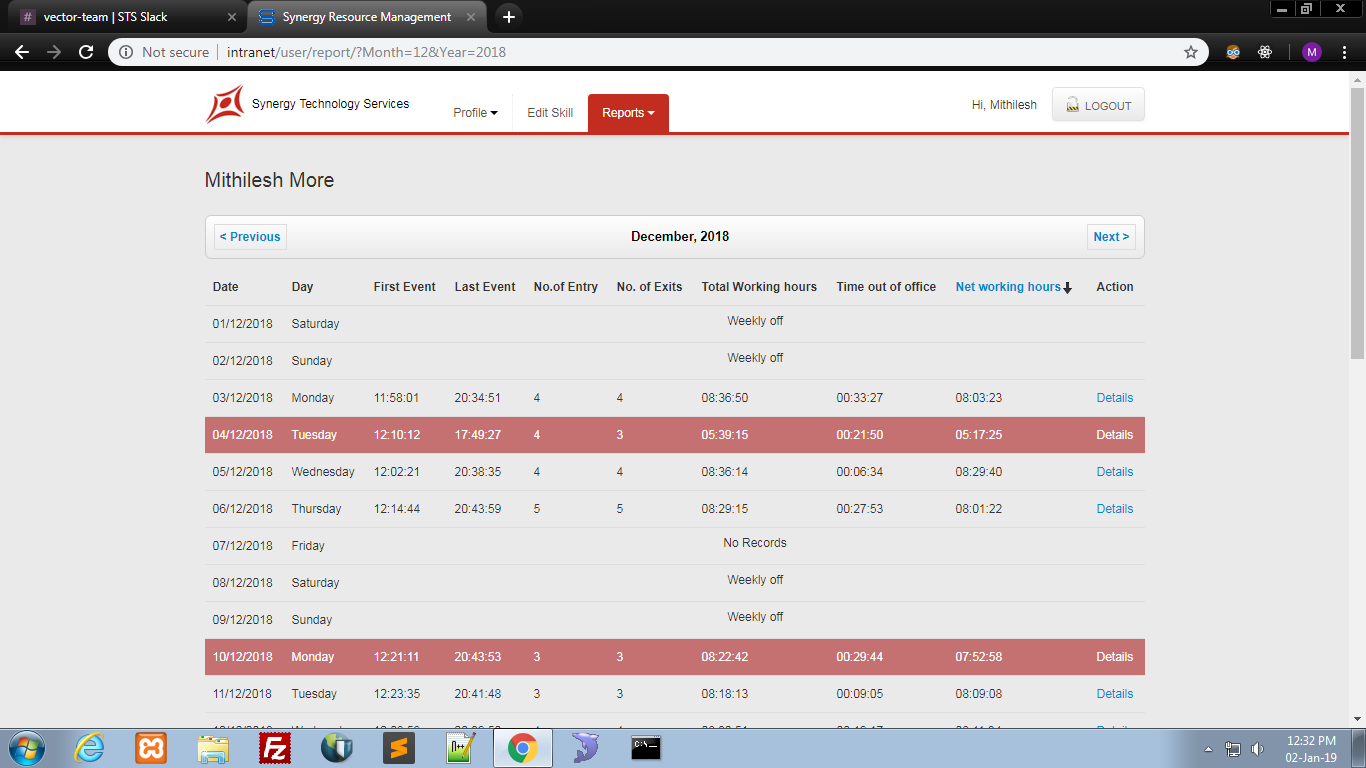 vector-team | STS Slack
Synergy Resource Management
Not secure
intranet/user/report/?Month=12&Year=2018
M
Synergy Technology Services
Profile
Edit Skill
Reports
Hi, Mithilesh
LOGOUT
Mithilesh More
< Previous
December, 2018
Next >
Date Day First Event Last Event No.of Entry No. of Exits Total Working hours Time out of office Net working hours Action
01/12/2018 Saturday Weekly off
02/12/2018 Sunday Weekly off
03/12/2018 Monday 11:58:01 20:34:51 4 4 08:36:50 00:33:27 08:03:23 Details
04/12/2018 Tuesday 12:10:12 17:49:27 4 3 05:39:15 00:21:50 05:17:25 Details
05/12/2018 Wednesday 12:02:21 20:38:35 4 4 08:36:14 00:06:34 08:29:40 Details
06/12/2018 Thursday 12:14:44 20:43:59 5 5 08:29:15 00:27:53 08:01:22 Details
07/12/2018 Friday No Records
08/12/2018 Saturday Weekly off
09/12/2018 Sunday Weekly off
10/12/2018 Monday 12:21:11 20:43:53 3 3 08:22:42 00:29:44 07:52:58 Details
11/12/2018 Tuesday 12:23:35 20:41:48 3 3 08:18:13 00:09:05 08:09:08 Details
12:32 PM
02-Jan-19